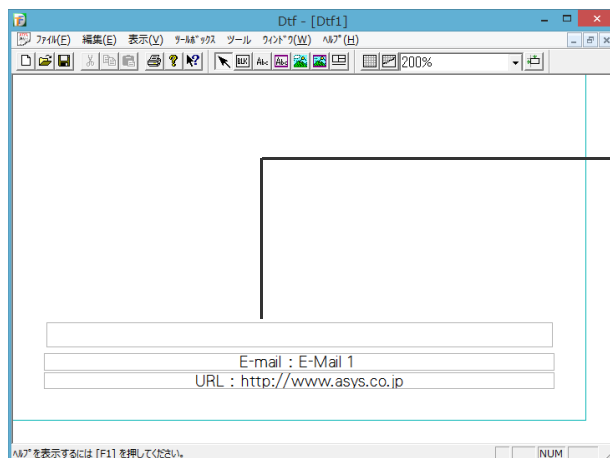 Dtf - [Dtf1]
ﾌｧｲﾙ(F) 編集(E) 表示(V) ﾂｰﾙﾎﾞｯｸｽ ツール ｳｨﾝﾄﾞｳ(W) ﾍﾙﾌﾟ(H)
BLK Abc Abc 200%
E-mail : E-Mail 1
URL : http://www.asys.co.jp
ﾍﾙﾌﾟを表示するには [F1] を押してください。 NUM